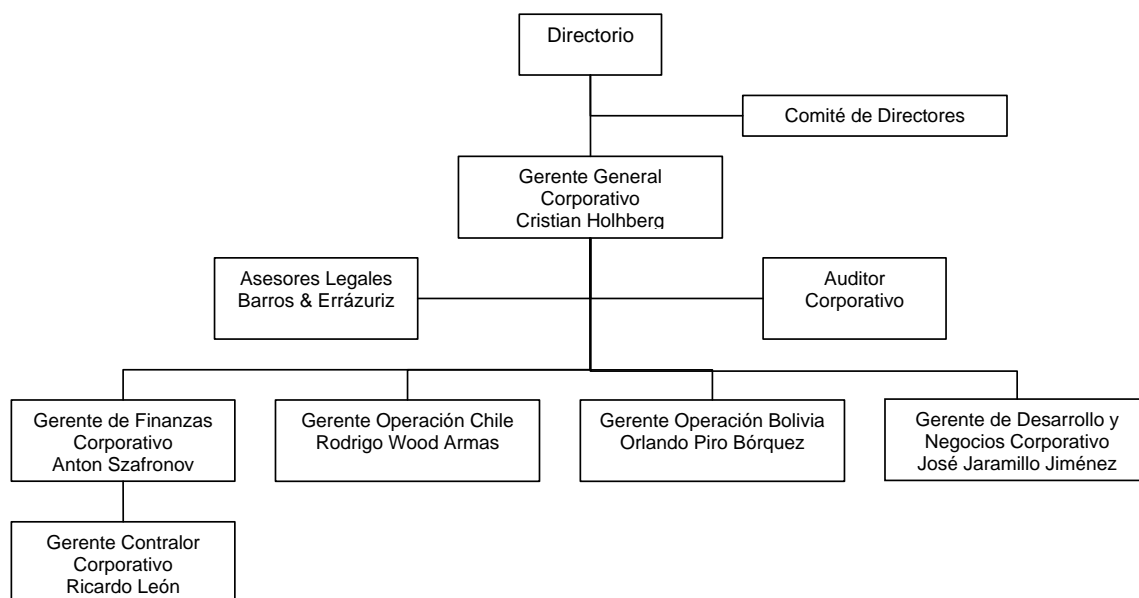 Directorio
Comité de Directores
Gerente General
Corporativo
Cristian Holhberg
Asesores Legales
Barros & Errázuriz
Auditor
Corporativo
Gerente de Finanzas
Corporativo
Anton Szafronov
Gerente Operación Chile
Rodrigo Wood Armas
Gerente Operación Bolivia
Orlando Piro Bórquez
Gerente de Desarrollo y
Negocios Corporativo
José Jaramillo Jiménez
Gerente Contralor
Corporativo
Ricardo León